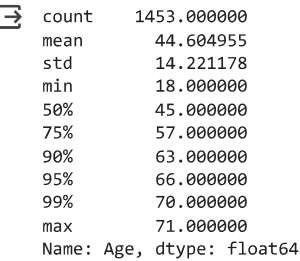 count    1453.000000
mean       44.604955
std        14.221178
min        18.000000
50%        45.000000
75%        57.000000
90%        63.000000
95%        66.000000
99%        70.000000
max        71.000000
Name: Age, dtype: float64